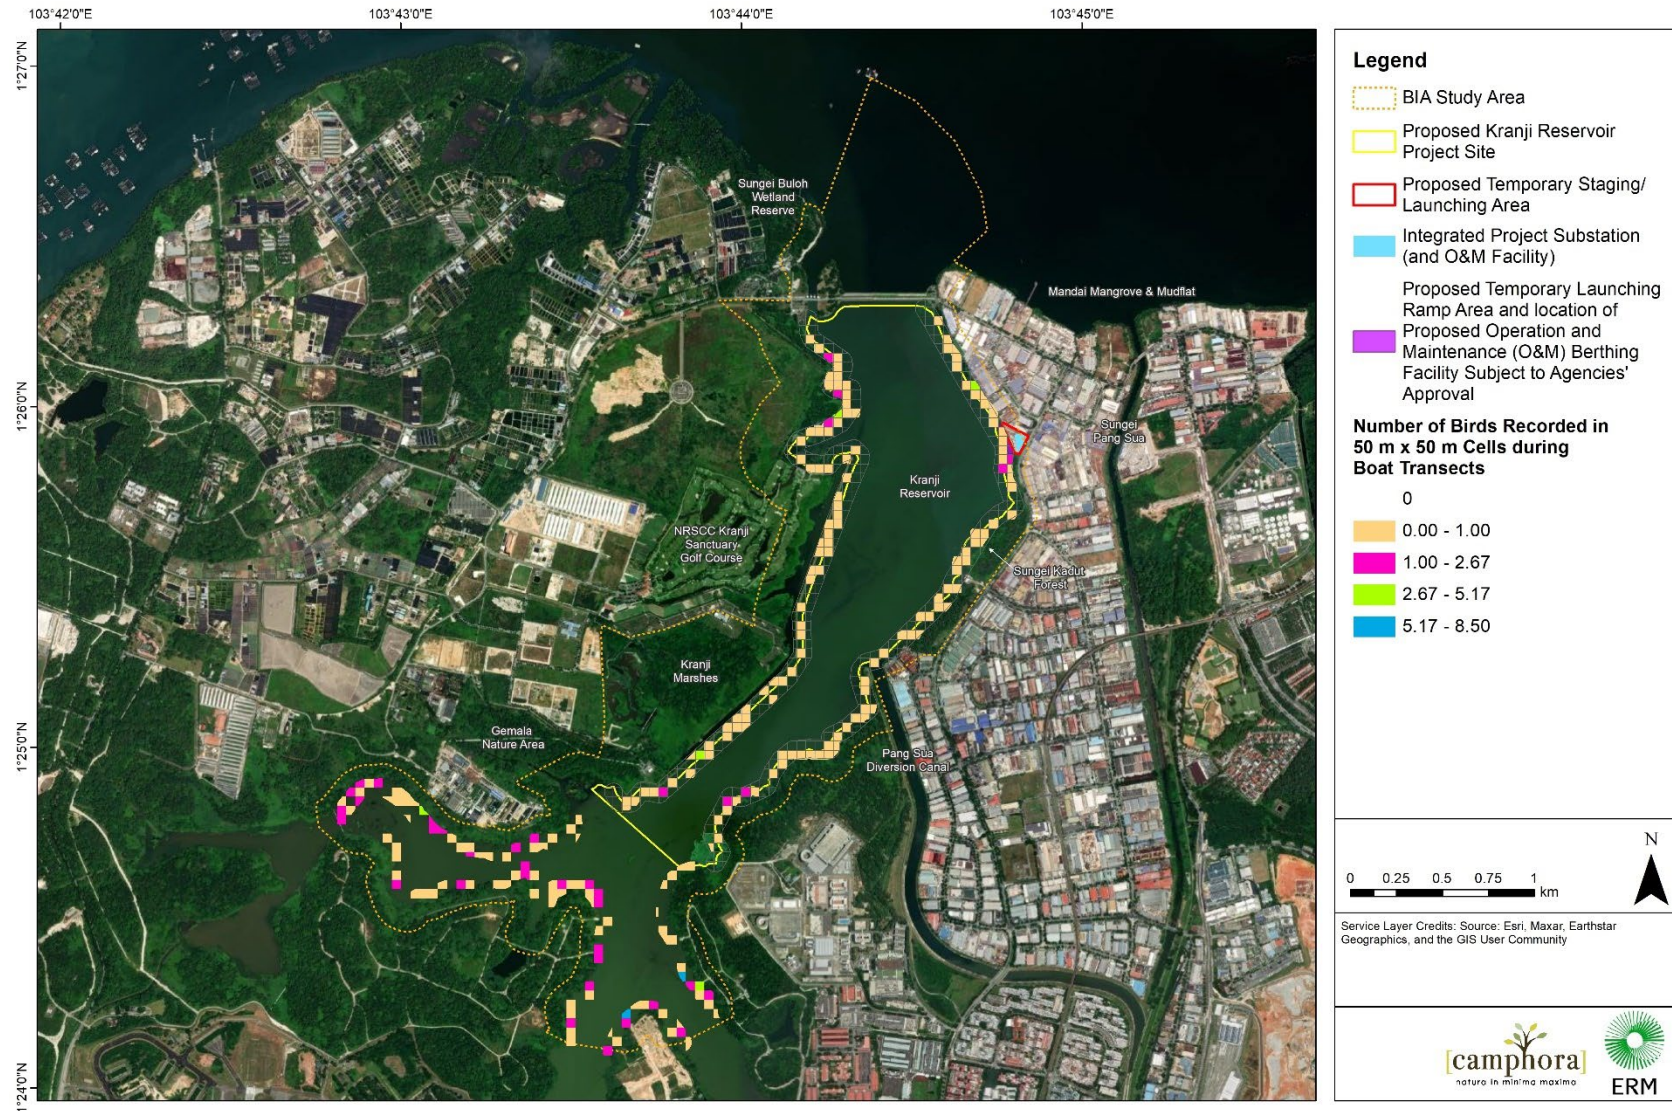 103°42'0"E
103°43'0"E
103°44'0"E
103°45'0"E
1°27'0"N
1°26'0"N
1°25'0"N
1°24'0"N
Sungei Buloh
Wetland
Reserve
Mandai Mangrove & Mudflat
Sungei
Pang Sua
Kranji
Reservoir
NRSCC Kranji
Sanctuary
Golf Course
Sungei Kadut
Forest
Kranji
Marshes
Gemala
Nature Area
Pang Sua
Diversion Canal
Legend
BIA Study Area
Proposed Kranji Reservoir
Project Site
Proposed Temporary Staging/
Launching Area
Integrated Project Substation
(and O&M Facility)
Proposed Temporary Launching
Ramp Area and location of
Proposed Operation and
Maintenance (O&M) Berthing
Facility Subject to Agencies'
Approval
Number of Birds Recorded in
50 m x 50 m Cells during
Boat Transects
0
0.00 - 1.00
1.00 - 2.67
2.67 - 5.17
5.17 - 8.50
N
0 0.25 0.5 0.75 1
km
Service Layer Credits: Source: Esri, Maxar, Earthstar
Geographics, and the GIS User Community
[camphora]
natura in minima maxima
ERM